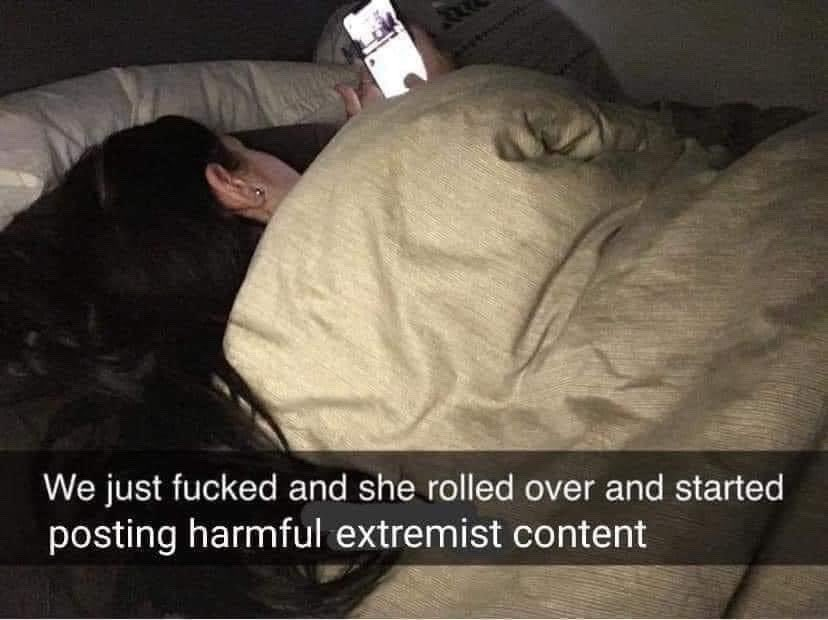 We just fucked and she rolled over and started
posting harmful extremist content